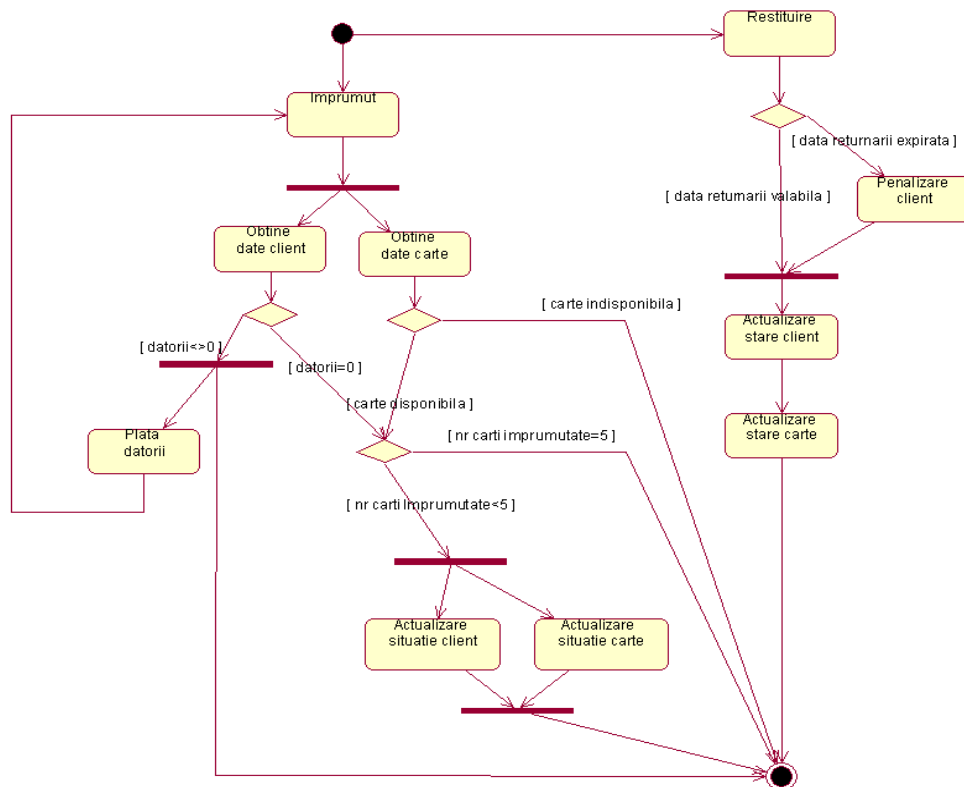 Restituire
Imprumut
[ data returnarii expirata ]
Penalizare
client
[ data returnarii valabila ]
Obtine
date client
Obtine
date carte
[ carte indisponibila ]
Actualizare
stare client
[ datorii<>0 ]
[ datorii=0 ]
[ carte disponibila ]
Actualizare
stare carte
Plata
datorii
[ nr carti imprumutate=5 ]
[ nr carti Imprumutate<5 ]
Actualizare
situatie client
Actualizare
situatie carte